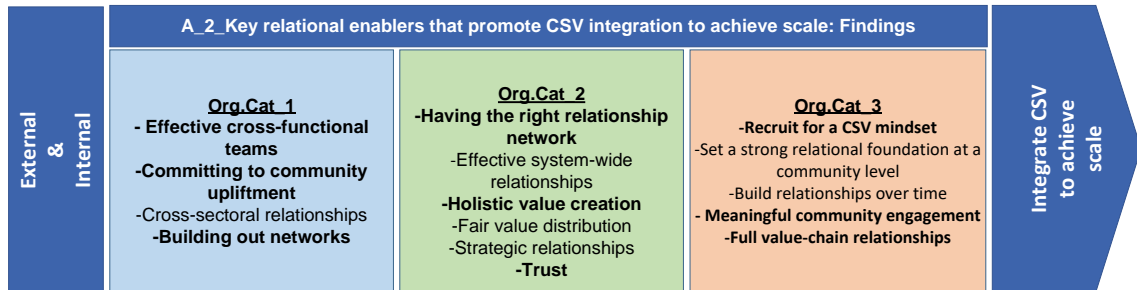 External
&
Internal
A_2_Key relational enablers that promote CSV integration to achieve scale: Findings
Org.Cat_1
- Effective cross-functional
teams
-Committing to community
upliftment
-Cross-sectoral relationships
-Building out networks
Org.Cat_2
-Having the right relationship
network
-Effective system-wide
relationships
-Holistic value creation
-Fair value distribution
-Strategic relationships
-Trust
Org.Cat_3
-Recruit for a CSV mindset
-Set a strong relational foundation at a
community level
-Build relationships over time
- Meaningful community engagement
-Full value-chain relationships
Integrate CSV
to achieve
scale